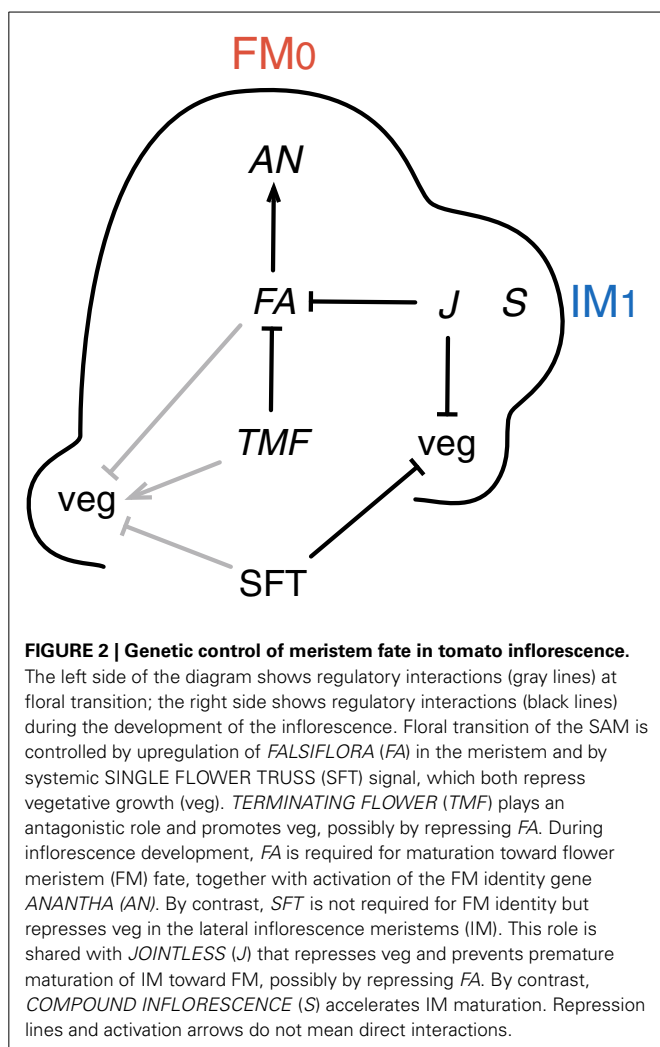 FM0
AN
FA
J
S
IM1
TMF
veg
veg
SFT
FIGURE 2 | Genetic control of meristem fate in tomato inflorescence.
The left side of the diagram shows regulatory interactions (gray lines) at
floral transition; the right side shows regulatory interactions (black lines)
during the development of the inflorescence. Floral transition of the SAM is
controlled by upregulation of FALSIFLORA (FA) in the meristem and by
systemic SINGLE FLOWER TRUSS (SFT) signal, which both repress
vegetative growth (veg). TERMINATING FLOWER (TMF) plays an
antagonistic role and promotes veg, possibly by repressing FA. During
inflorescence development, FA is required for maturation toward flower
meristem (FM) fate, together with activation of the FM identity gene
ANANTHA (AN). By contrast, SFT is not required for FM identity but
represses veg in the lateral inflorescence meristems (IM). This role is
shared with JOINTLESS (J) that represses veg and prevents premature
maturation of IM toward FM, possibly by repressing FA. By contrast,
COMPOUND INFLORESCENCE (S) accelerates IM maturation. Repression
lines and activation arrows do not mean direct interactions.